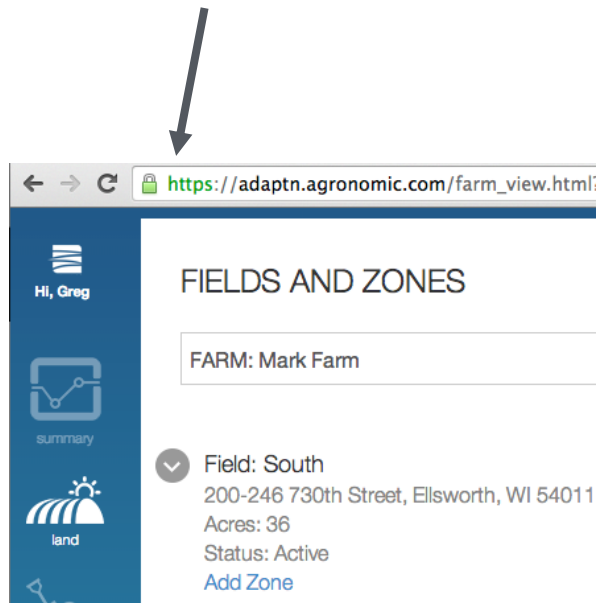 https://adaptn.agronomic.com/farm_view.html?
Hi, Greg
FIELDS AND ZONES
FARM: Mark Farm
summary
Field: South
200-246 730th Street, Ellsworth, WI 54011
Acres: 36
Status: Active
Add Zone
land